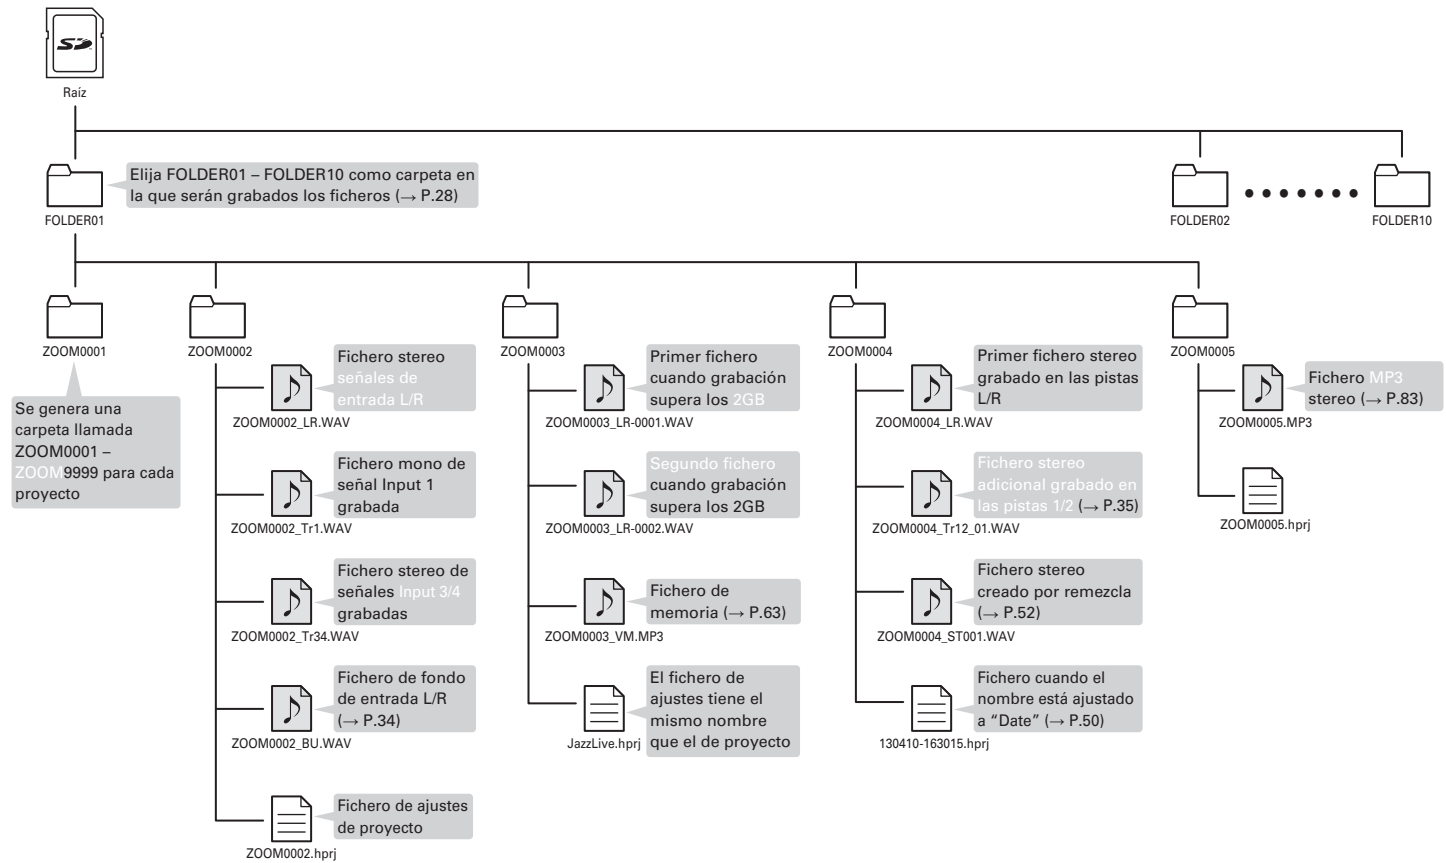 SD
Raíz
Elija FOLDER01 – FOLDER10 como carpeta en
la que serán grabados los ficheros (→ P.28)
FOLDER01
FOLDER02
FOLDER10
ZOOM0001
Se genera una
carpeta llamada
ZOOM0001 –
ZOOM9999 para cada
proyecto
ZOOM0002
Fichero stereo
señales de
entrada L/R
ZOOM0002_LR.WAV
Fichero mono de
señal Input 1
grabada
ZOOM0002_Tr1.WAV
Fichero stereo de
señales Input 3/4
grabadas
ZOOM0002_Tr34.WAV
Fichero de fondo
de entrada L/R
(→ P.34)
ZOOM0002_BU.WAV
Fichero de ajustes
de proyecto
ZOOM0002.hprj
ZOOM0003
Primer fichero
cuando grabación
supera los 2GB
ZOOM0003_LR-0001.WAV
Segundo fichero
cuando grabación
supera los 2GB
ZOOM0003_LR-0002.WAV
Fichero de
memoria (→ P.63)
ZOOM0003_VM.MP3
El fichero de
ajustes tiene el
mismo nombre
que el de proyecto
JazzLive.hprj
ZOOM0004
Primer fichero stereo
grabado en las pistas
L/R
ZOOM0004_LR.WAV
Fichero stereo
adicional grabado en
las pistas 1/2 (→ P.35)
ZOOM0004_Tr12_01.WAV
Fichero stereo
creado por remezcla
(→ P.52)
ZOOM0004_ST001.WAV
Fichero cuando el
nombre está ajustado
a “Date” (→ P.50)
130410-163015.hprj
ZOOM0005
Fichero MP3
stereo (→ P.83)
ZOOM0005.MP3
ZOOM0005.hprj